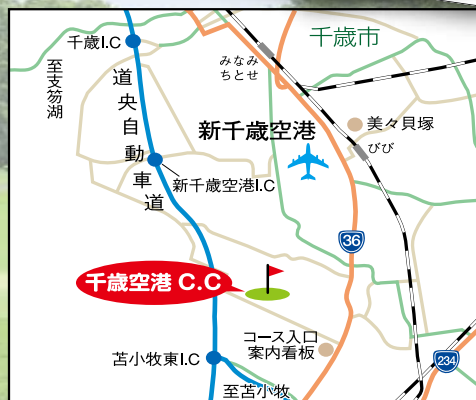 千歳I.C
みなみ
ちとせ
千歳市
至支笏湖
道央自動車道
新千歳空港
美々貝塚
びび
新千歳空港I.C
36
千歳空港 C.C
コース入口
案内看板
苫小牧東I.C
234
至苫小牧